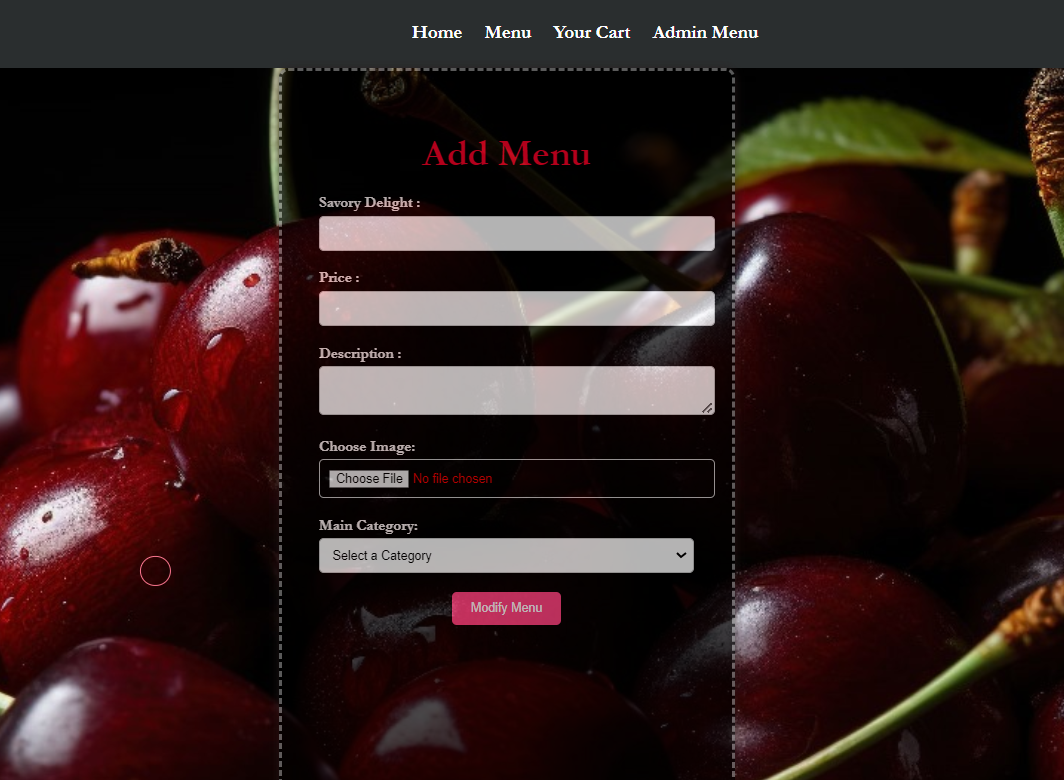 Home Menu Your Cart Admin Menu
Add Menu
Savory Delight :
Price :
Description :
Choose Image:
Choose File No file chosen
Main Category:
Select a Category
Modify Menu